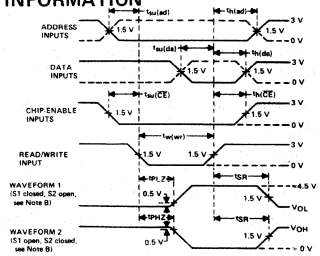 INFORMATION
tsu(ad) th(ad)
ADDRESS INPUTS 1.5 V 1.5 V 3 V 0 V
tsu(da) th(da)
DATA INPUTS 1.5 V 1.5 V 3 V 0 V
tsu(CE) th(CE)
CHIP-ENABLE INPUTS 1.5 V 1.5 V 3 V 0 V
tw(wr)
READ/WRITE INPUT 1.5 V 1.5 V 3 V 0 V
tPLZ tSR
WAVEFORM 1 0.5 V 1.5 V ≈4.5 V
(S1 closed, S2 open,
see Note B) VOL
tPHZ tSR VOH
WAVEFORM 2
(S1 open, S2 closed, 0.5 V 1.5 V
see Note B) ≈ 0 V